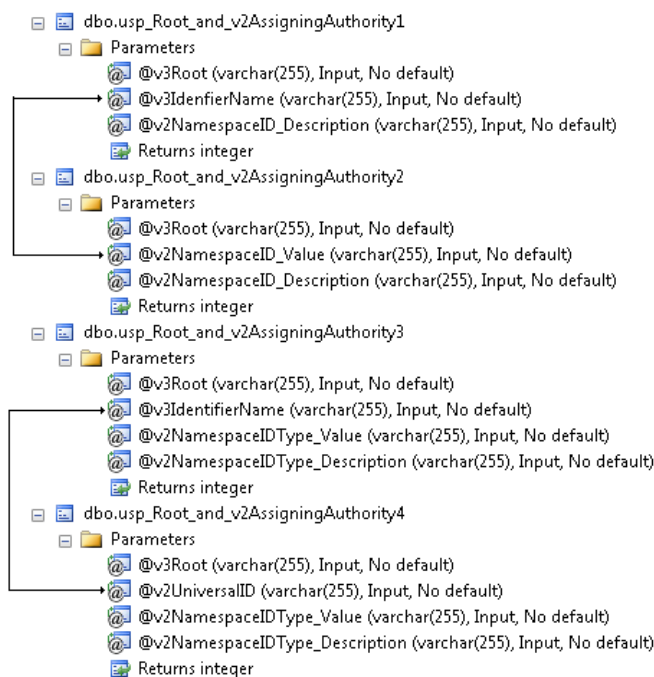 dbo.usp_Root_and_v2AssigningAuthority1
Parameters
@v3Root (varchar(255), Input, No default)
@v3IdenfierName (varchar(255), Input, No default)
@v2NamespaceID_Description (varchar(255), Input, No default)
Returns integer
dbo.usp_Root_and_v2AssigningAuthority2
Parameters
@v3Root (varchar(255), Input, No default)
@v2NamespaceID_Value (varchar(255), Input, No default)
@v2NamespaceID_Description (varchar(255), Input, No default)
Returns integer
dbo.usp_Root_and_v2AssigningAuthority3
Parameters
@v3Root (varchar(255), Input, No default)
@v3IdentifierName (varchar(255), Input, No default)
@v2NamespaceIDType_Value (varchar(255), Input, No default)
@v2NamespaceIDType_Description (varchar(255), Input, No default)
Returns integer
dbo.usp_Root_and_v2AssigningAuthority4
Parameters
@v3Root (varchar(255), Input, No default)
@v2UniversalID (varchar(255), Input, No default)
@v2NamespaceIDType_Value (varchar(255), Input, No default)
@v2NamespaceIDType_Description (varchar(255), Input, No default)
Returns integer